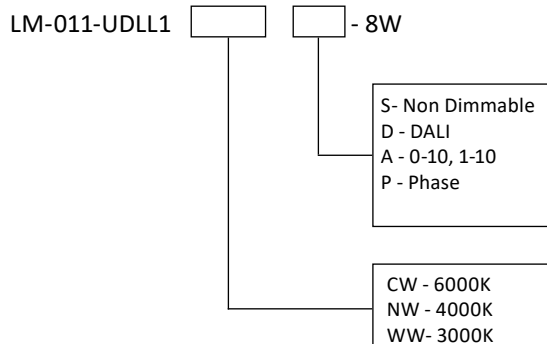 LM-011-UDLL1 - 8W
S- Non Dimmable
D - DALI
A - 0-10, 1-10
P - Phase
CW - 6000K
NW - 4000K
WW- 3000K